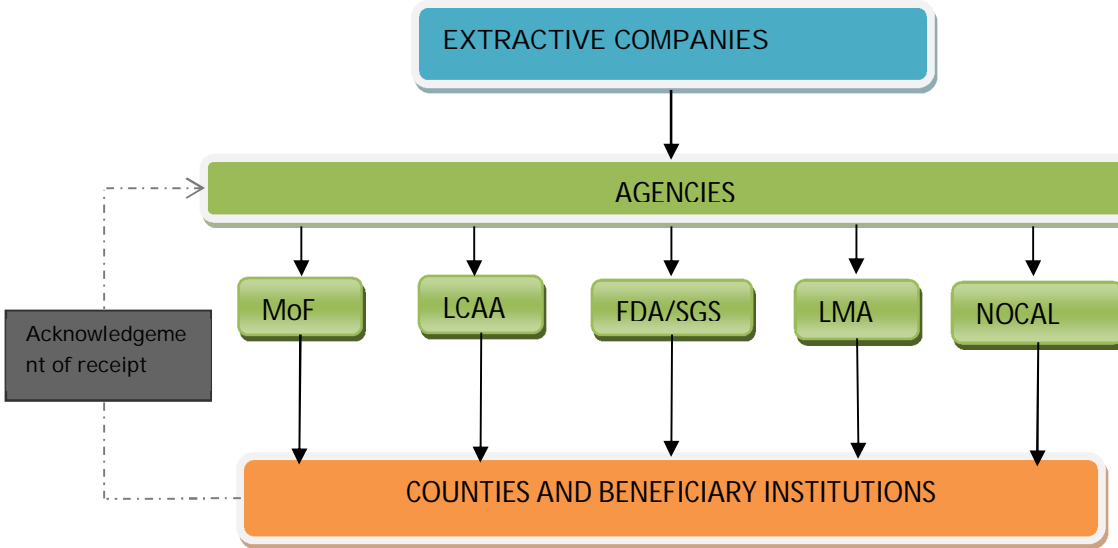 EXTRACTIVE COMPANIES
AGENCIES
MoF
LCAA
FDA/SGS
LMA
NOCAL
Acknowledgeme
nt of receipt
COUNTIES AND BENEFICIARY INSTITUTIONS